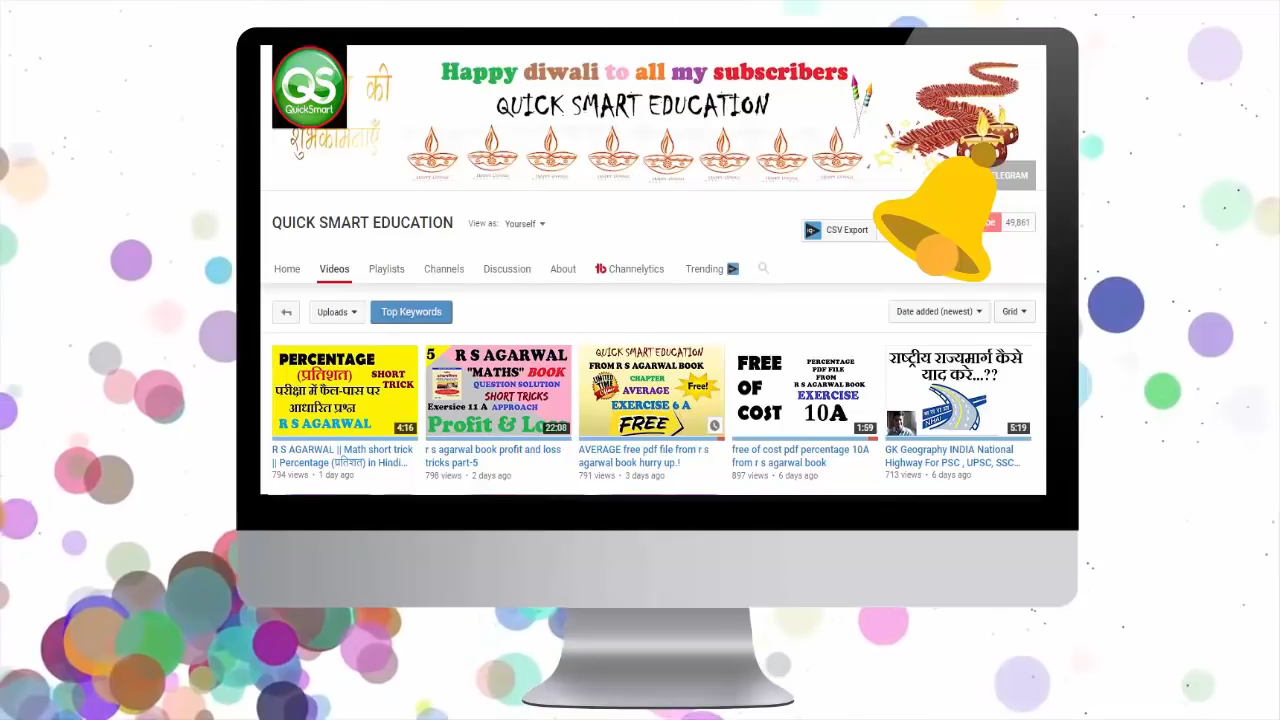 QS
QuickSmart
की
शुभकामताएँ
Happy diwali to all my subscribers
QUICK SMART EDUCATION
QUICK SMART EDUCATION
View as: Yourself
CSV Export
49,861
Home Videos Playlists Channels Discussion About Channelytics Trending
Uploads
Top Keywords
Date added (newest)
Grid
PERCENTAGE
(प्रतिशत)
SHORT
TRICK
परीक्षा में फैल-पास पर
आधारित प्रश्न
R S AGARWAL
4:16
R S AGARWAL || Math short trick
|| Percentage (प्रतिशत) in Hindi...
794 views • 1 day ago
5
R S AGARWAL
"MATHS" BOOK
QUESTION SOLUTION
SHORT TRICKS
Exersice 11 A APPROACH
Profit & Lo
22:08
r s agarwal book profit and loss
tricks part-5
798 views • 2 days ago
QUICK SMART EDUCATION
FROM R S AGARWAL BOOK
CHAPTER
AVERAGE
LIMITED
TIME
Free!
EXERCISE 6 A
FREE
AVERAGE free pdf file from r s
agarwal book hurry up.!
791 views • 3 days ago
FREE
OF
COST
PERCENTAGE
PDF FILE
FROM
R S AGARWAL BOOK
EXERCISE
10A
1:59
free of cost pdf percentage 10A
from r s agarwal book
897 views • 6 days ago
राष्ट्रीय राज्यमार्ग कैसे
याद करें...??
NHAI
5:19
GK Geography INDIA National
Highway For PSC , UPSC, SSC...
713 views • 6 days ago